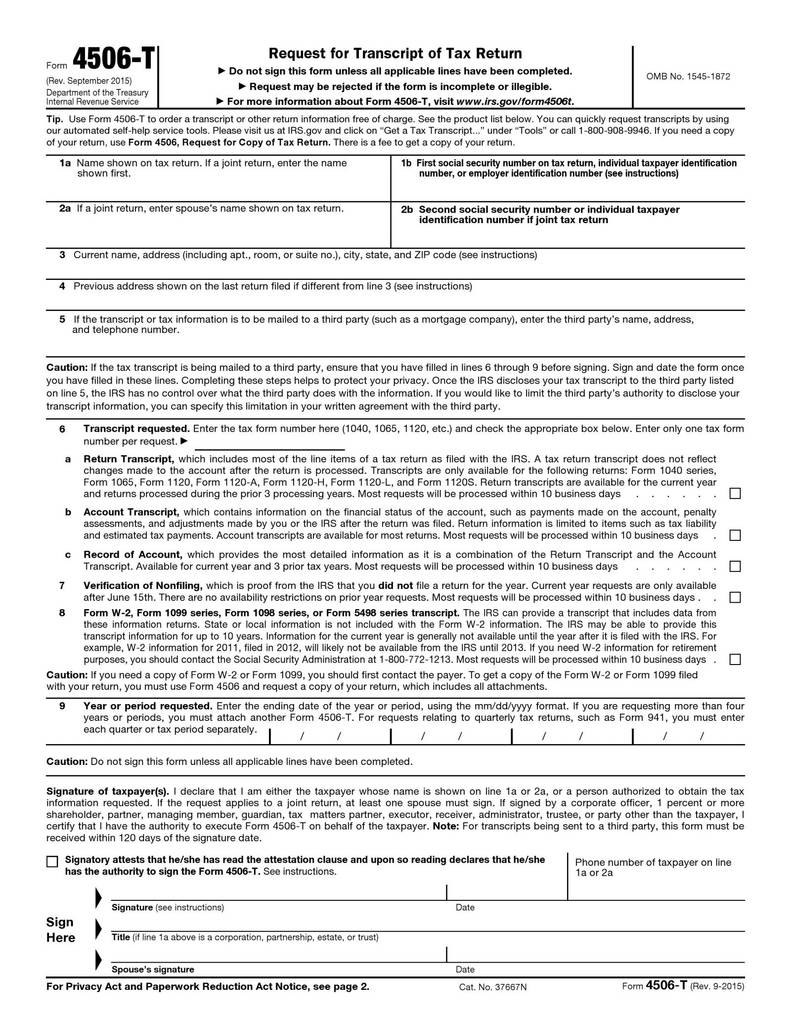 Form 4506-T
(Rev. September 2015)
Department of the Treasury
Internal Revenue Service
Request for Transcript of Tax Return
▶ Do not sign this form unless all applicable lines have been completed.
▶ Request may be rejected if the form is incomplete or illegible.
▶ For more information about Form 4506-T, visit www.irs.gov/form4506t.
OMB No. 1545-1872
Tip. Use Form 4506-T to order a transcript or other return information free of charge. See the product list below. You can quickly request transcripts by using
our automated self-help service tools. Please visit us at IRS.gov and click on “Get a Tax Transcript...” under “Tools” or call 1-800-908-9946. If you need a copy
of your return, use Form 4506, Request for Copy of Tax Return. There is a fee to get a copy of your return.
1a Name shown on tax return. If a joint return, enter the name
shown first.
1b First social security number on tax return, individual taxpayer identification
number, or employer identification number (see instructions)
2a If a joint return, enter spouse’s name shown on tax return.
2b Second social security number or individual taxpayer
identification number if joint tax return
3 Current name, address (including apt., room, or suite no.), city, state, and ZIP code (see instructions)
4 Previous address shown on the last return filed if different from line 3 (see instructions)
5 If the transcript or tax information is to be mailed to a third party (such as a mortgage company), enter the third party’s name, address,
and telephone number.
Caution: If the tax transcript is being mailed to a third party, ensure that you have filled in lines 6 through 9 before signing. Sign and date the form once
you have filled in these lines. Completing these steps helps to protect your privacy. Once the IRS discloses your tax transcript to the third party listed
on line 5, the IRS has no control over what the third party does with the information. If you would like to limit the third party’s authority to disclose your
transcript information, you can specify this limitation in your written agreement with the third party.
6 Transcript requested. Enter the tax form number here (1040, 1065, 1120, etc.) and check the appropriate box below. Enter only one tax form
number per request. ▶
a Return Transcript, which includes most of the line items of a tax return as filed with the IRS. A tax return transcript does not reflect
changes made to the account after the return is processed. Transcripts are only available for the following returns: Form 1040 series,
Form 1065, Form 1120, Form 1120-A, Form 1120-H, Form 1120-L, and Form 1120S. Return transcripts are available for the current year
and returns processed during the prior 3 processing years. Most requests will be processed within 10 business days . . . . . .
b Account Transcript, which contains information on the financial status of the account, such as payments made on the account, penalty
assessments, and adjustments made by you or the IRS after the return was filed. Return information is limited to items such as tax liability
and estimated tax payments. Account transcripts are available for most returns. Most requests will be processed within 10 business days .
c Record of Account, which provides the most detailed information as it is a combination of the Return Transcript and the Account
Transcript. Available for current year and 3 prior tax years. Most requests will be processed within 10 business days . . . . . .
7 Verification of Nonfiling, which is proof from the IRS that you did not file a return for the year. Current year requests are only available
after June 15th. There are no availability restrictions on prior year requests. Most requests will be processed within 10 business days . .
8 Form W-2, Form 1099 series, Form 1098 series, or Form 5498 series transcript. The IRS can provide a transcript that includes data from
these information returns. State or local information is not included with the Form W-2 information. The IRS may be able to provide this
transcript information for up to 10 years. Information for the current year is generally not available until the year after it is filed with the IRS. For
example, W-2 information for 2011, filed in 2012, will likely not be available from the IRS until 2013. If you need W-2 information for retirement
purposes, you should contact the Social Security Administration at 1-800-772-1213. Most requests will be processed within 10 business days .
Caution: If you need a copy of Form W-2 or Form 1099, you should first contact the payer. To get a copy of the Form W-2 or Form 1099 filed
with your return, you must use Form 4506 and request a copy of your return, which includes all attachments.
9 Year or period requested. Enter the ending date of the year or period, using the mm/dd/yyyy format. If you are requesting more than four
years or periods, you must attach another Form 4506-T. For requests relating to quarterly tax returns, such as Form 941, you must enter
each quarter or tax period separately. / / / / / / / /
Caution: Do not sign this form unless all applicable lines have been completed.
Signature of taxpayer(s). I declare that I am either the taxpayer whose name is shown on line 1a or 2a, or a person authorized to obtain the tax
information requested. If the request applies to a joint return, at least one spouse must sign. If signed by a corporate officer, 1 percent or more
shareholder, partner, managing member, guardian, tax matters partner, executor, receiver, administrator, trustee, or party other than the taxpayer, I
certify that I have the authority to execute Form 4506-T on behalf of the taxpayer. Note: For transcripts being sent to a third party, this form must be
received within 120 days of the signature date.
Signatory attests that he/she has read the attestation clause and upon so reading declares that he/she
has the authority to sign the Form 4506-T. See instructions.
Phone number of taxpayer on line
1a or 2a
Sign
Here
Signature (see instructions)
Date
Title (if line 1a above is a corporation, partnership, estate, or trust)
Spouse’s signature
Date
For Privacy Act and Paperwork Reduction Act Notice, see page 2.
Cat. No. 37667N
Form 4506-T (Rev. 9-2015)